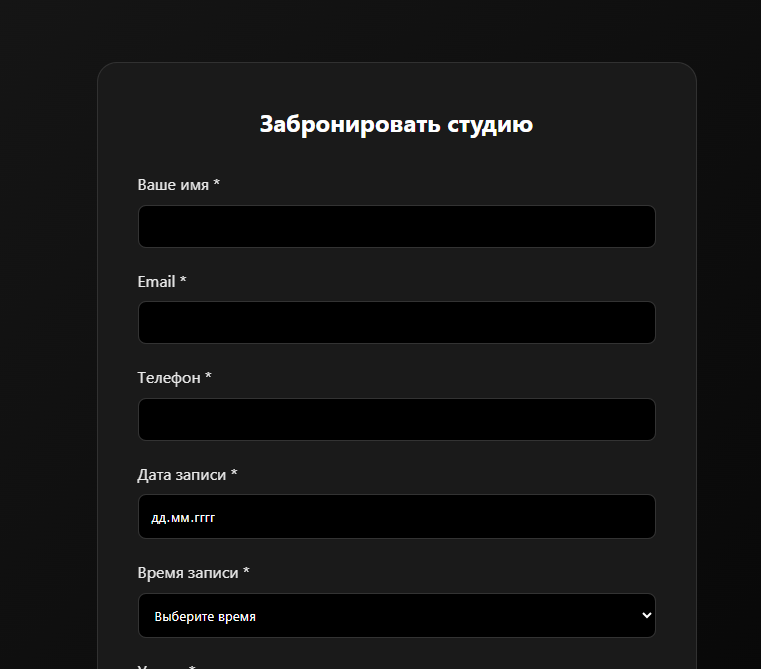 Забронировать студию
Ваше имя *
Email *
Телефон *
Дата записи *
дд.мм.гггг
Время записи *
Выберите время